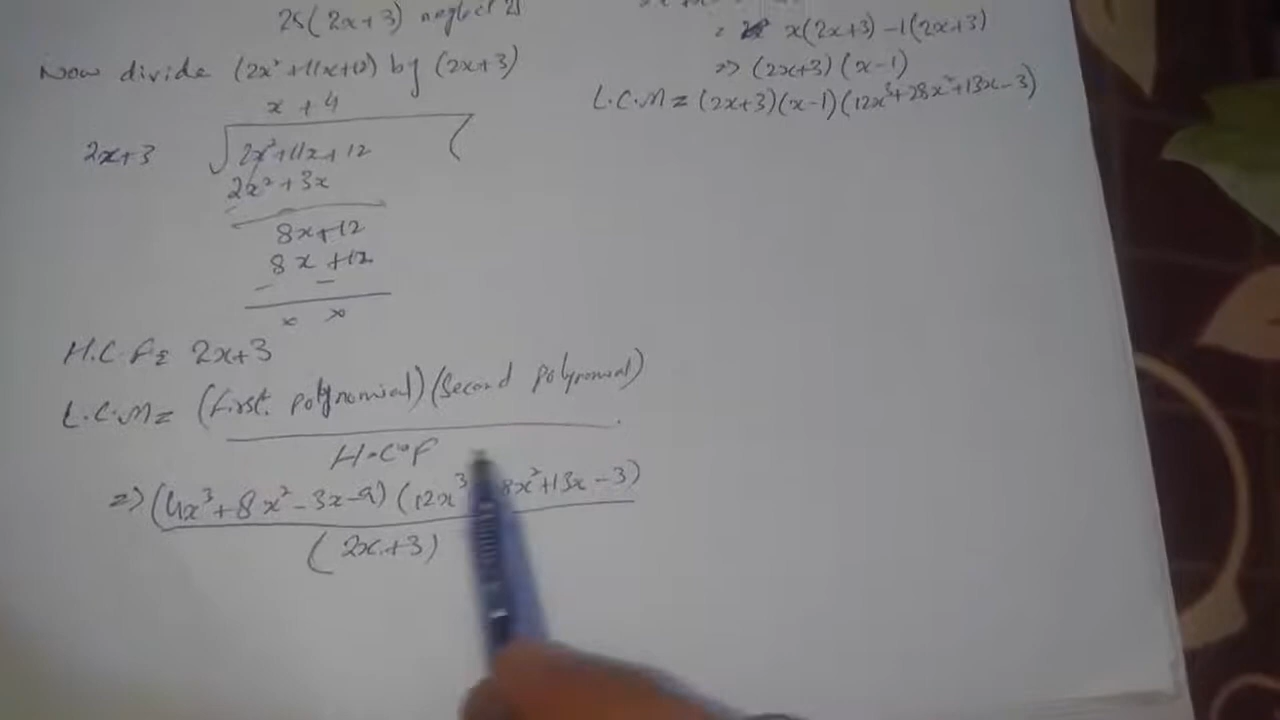 25(2x+3) neglect 25
Now divide (2x²+11x+12) by (2x+3)
x + 4
2x+3 2x²+11x+12
2x²+3x
8x+12
8x +12
x x
H.C.F = 2x+3
L.C.M = (First polynomial)(Second polynomial)
H.C.F
=> (4x³+8x²-3x-9)(12x³ 8x²+13x-3)
(2x+3)
= x(2x+3) -1(2x+3)
=> (2x+3)(x-1)
L.C.M = (2x+3)(x-1)(12x³+28x²+13x-3)